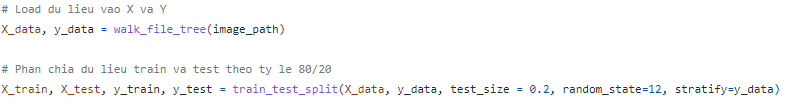 # Load du lieu vao X va Y
X_data, y_data = walk_file_tree(image_path)
# Phan chia du lieu train va test theo ty le 80/20
X_train, X_test, y_train, y_test = train_test_split(X_data, y_data, test_size = 0.2, random_state=12, stratify=y_data)